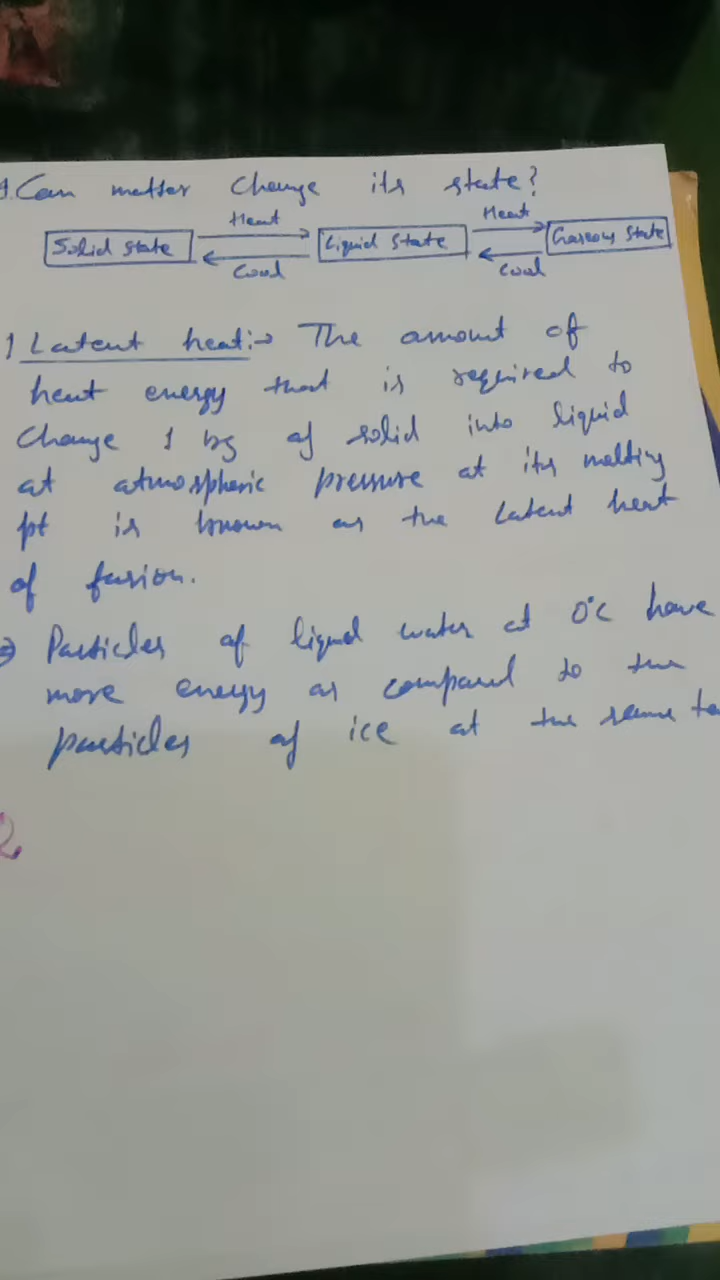 Can matter change its state?
Heat Heat
Solid state Liquid state Gaseous state
Cool Cool
1 Latent heat:→ The amount of
heat energy that is required to
change 1 kg of solid into liquid
at atmospheric pressure at its melting
pt is known as the latent heat
of fusion.
Particles of liquid water at 0°C have
more energy as compared to the
particles of ice at the same te